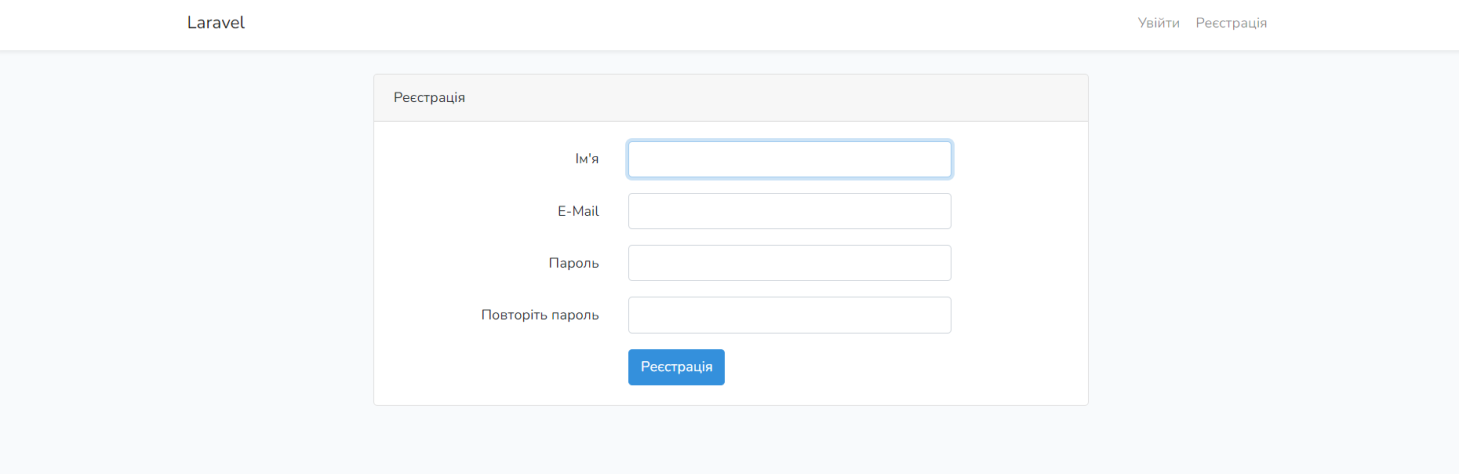 Laravel
Увійти Реєстрація
Реєстрація
Ім'я
E-Mail
Пароль
Повторіть пароль
Реєстрація